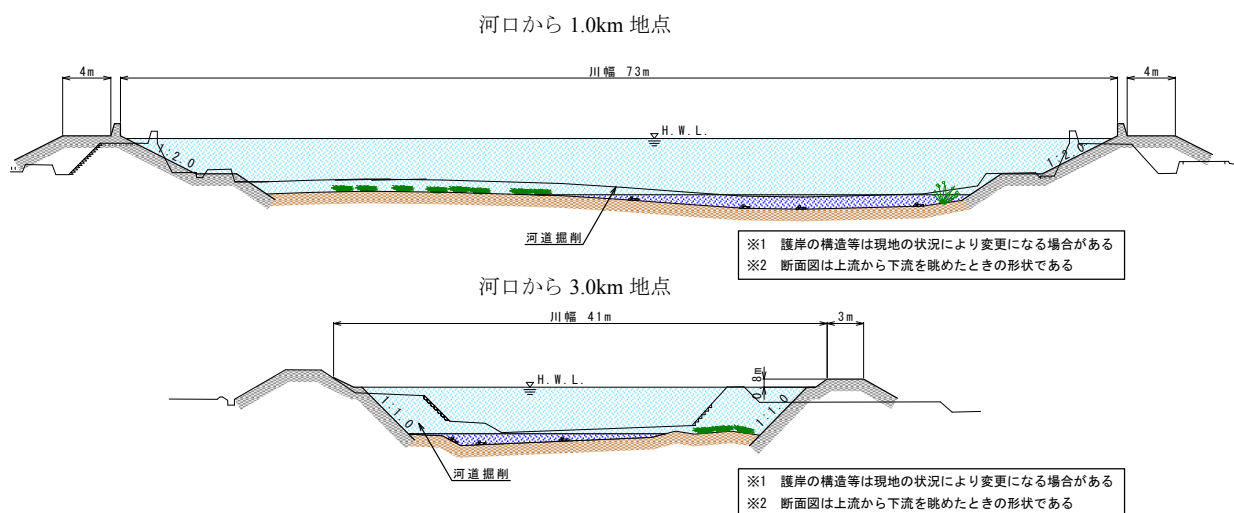 河口から 1.0km 地点
4m
川幅 73m
4m
H.W.L.
1:2.0
1:2.0
河道掘削
※1 護岸の構造等は現地の状況により変更になる場合がある
※2 断面図は上流から下流を眺めたときの形状である
河口から 3.0km 地点
川幅 41m
3m
H.W.L.
0.8m
1:1.0
1:1.0
河道掘削
※1 護岸の構造等は現地の状況により変更になる場合がある
※2 断面図は上流から下流を眺めたときの形状である